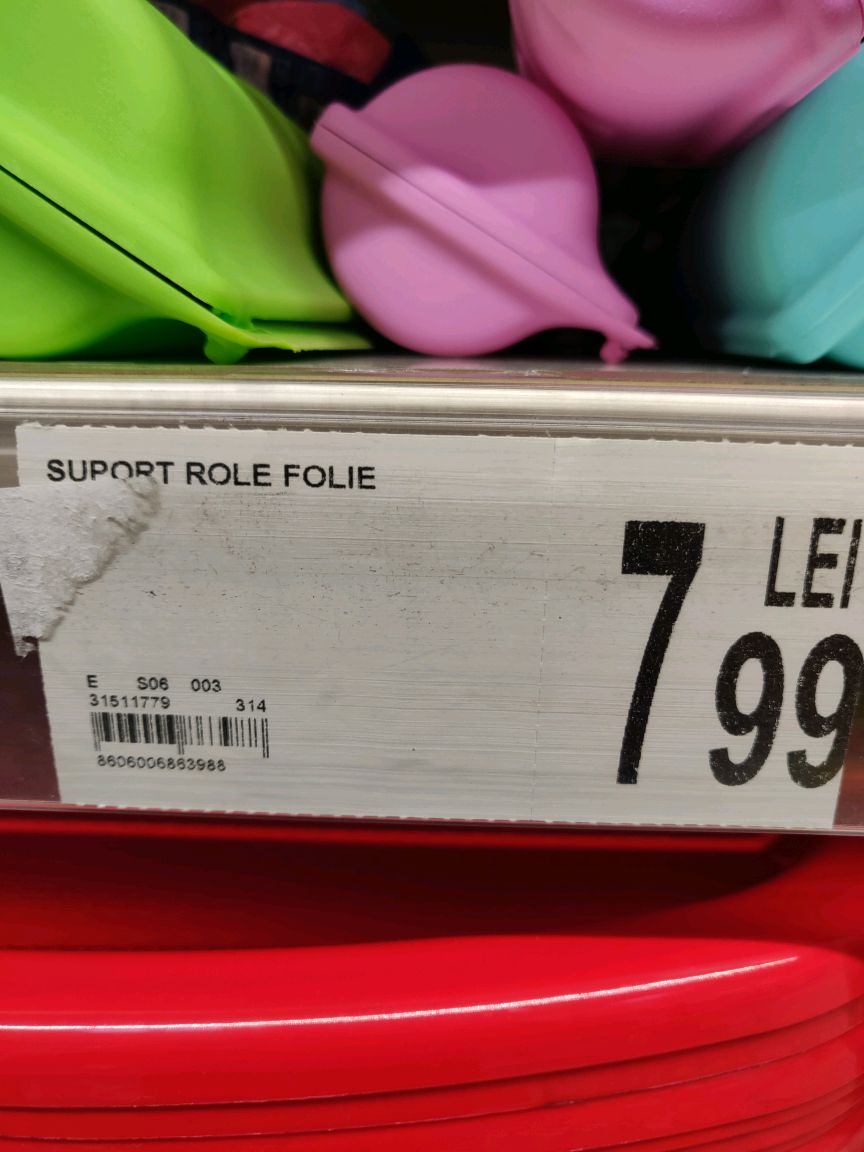 SUPORT ROLE FOLIE
7 99 LEI
E S06 003
31511779 314
8606006863988